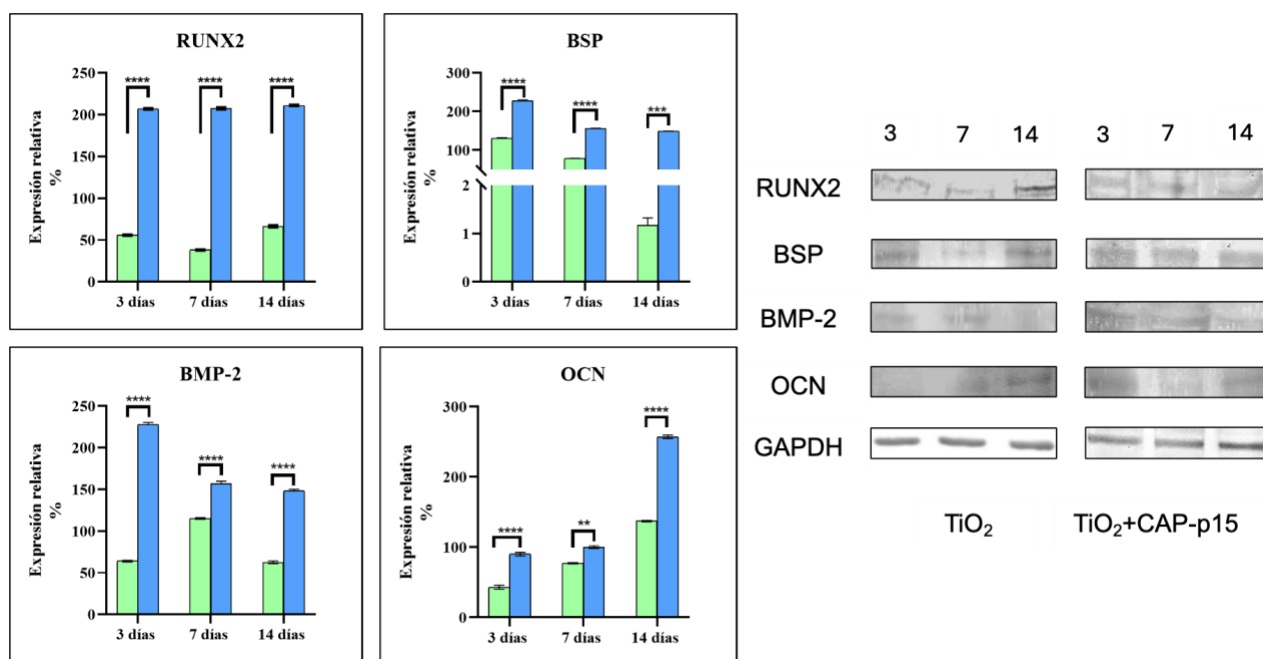 RUNX2
Expresión relativa
%
250
200
150
100
50
0
****
****
****
3 días
7 días
14 días
BSP
Expresión relativa
%
300
200
100
2
1
0
****
****
***
3 días
7 días
14 días
BMP-2
Expresión relativa
%
250
200
150
100
50
0
****
****
****
3 días
7 días
14 días
OCN
Expresión relativa
%
300
200
100
0
****
**
****
3 días
7 días
14 días
3 7 14 3 7 14
RUNX2
BSP
BMP-2
OCN
GAPDH
TiO₂ TiO₂+CAP-p15